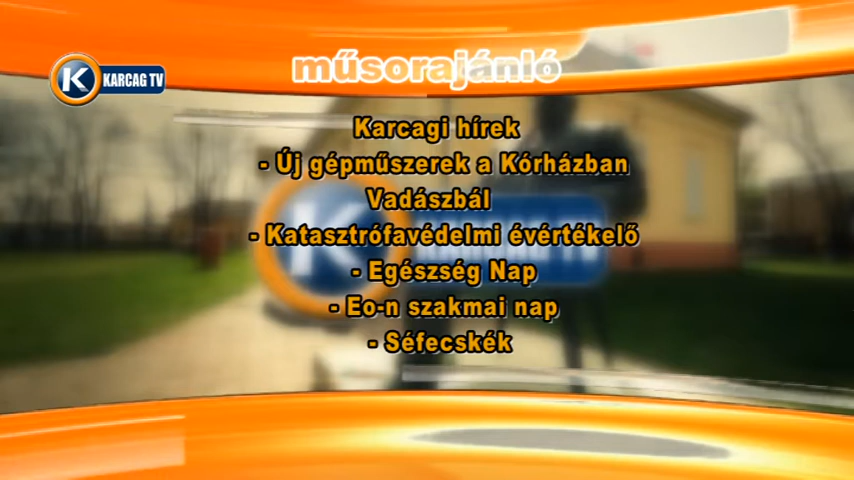 műsorajánló
K KARCAG TV
Karcagi hírek
- Új gépműszerek a Kórházban
Vadászbál
- Katasztrófavédelmi évértékelő
- Egészség Nap
- Eo-n szakmai nap
- Séfecskék